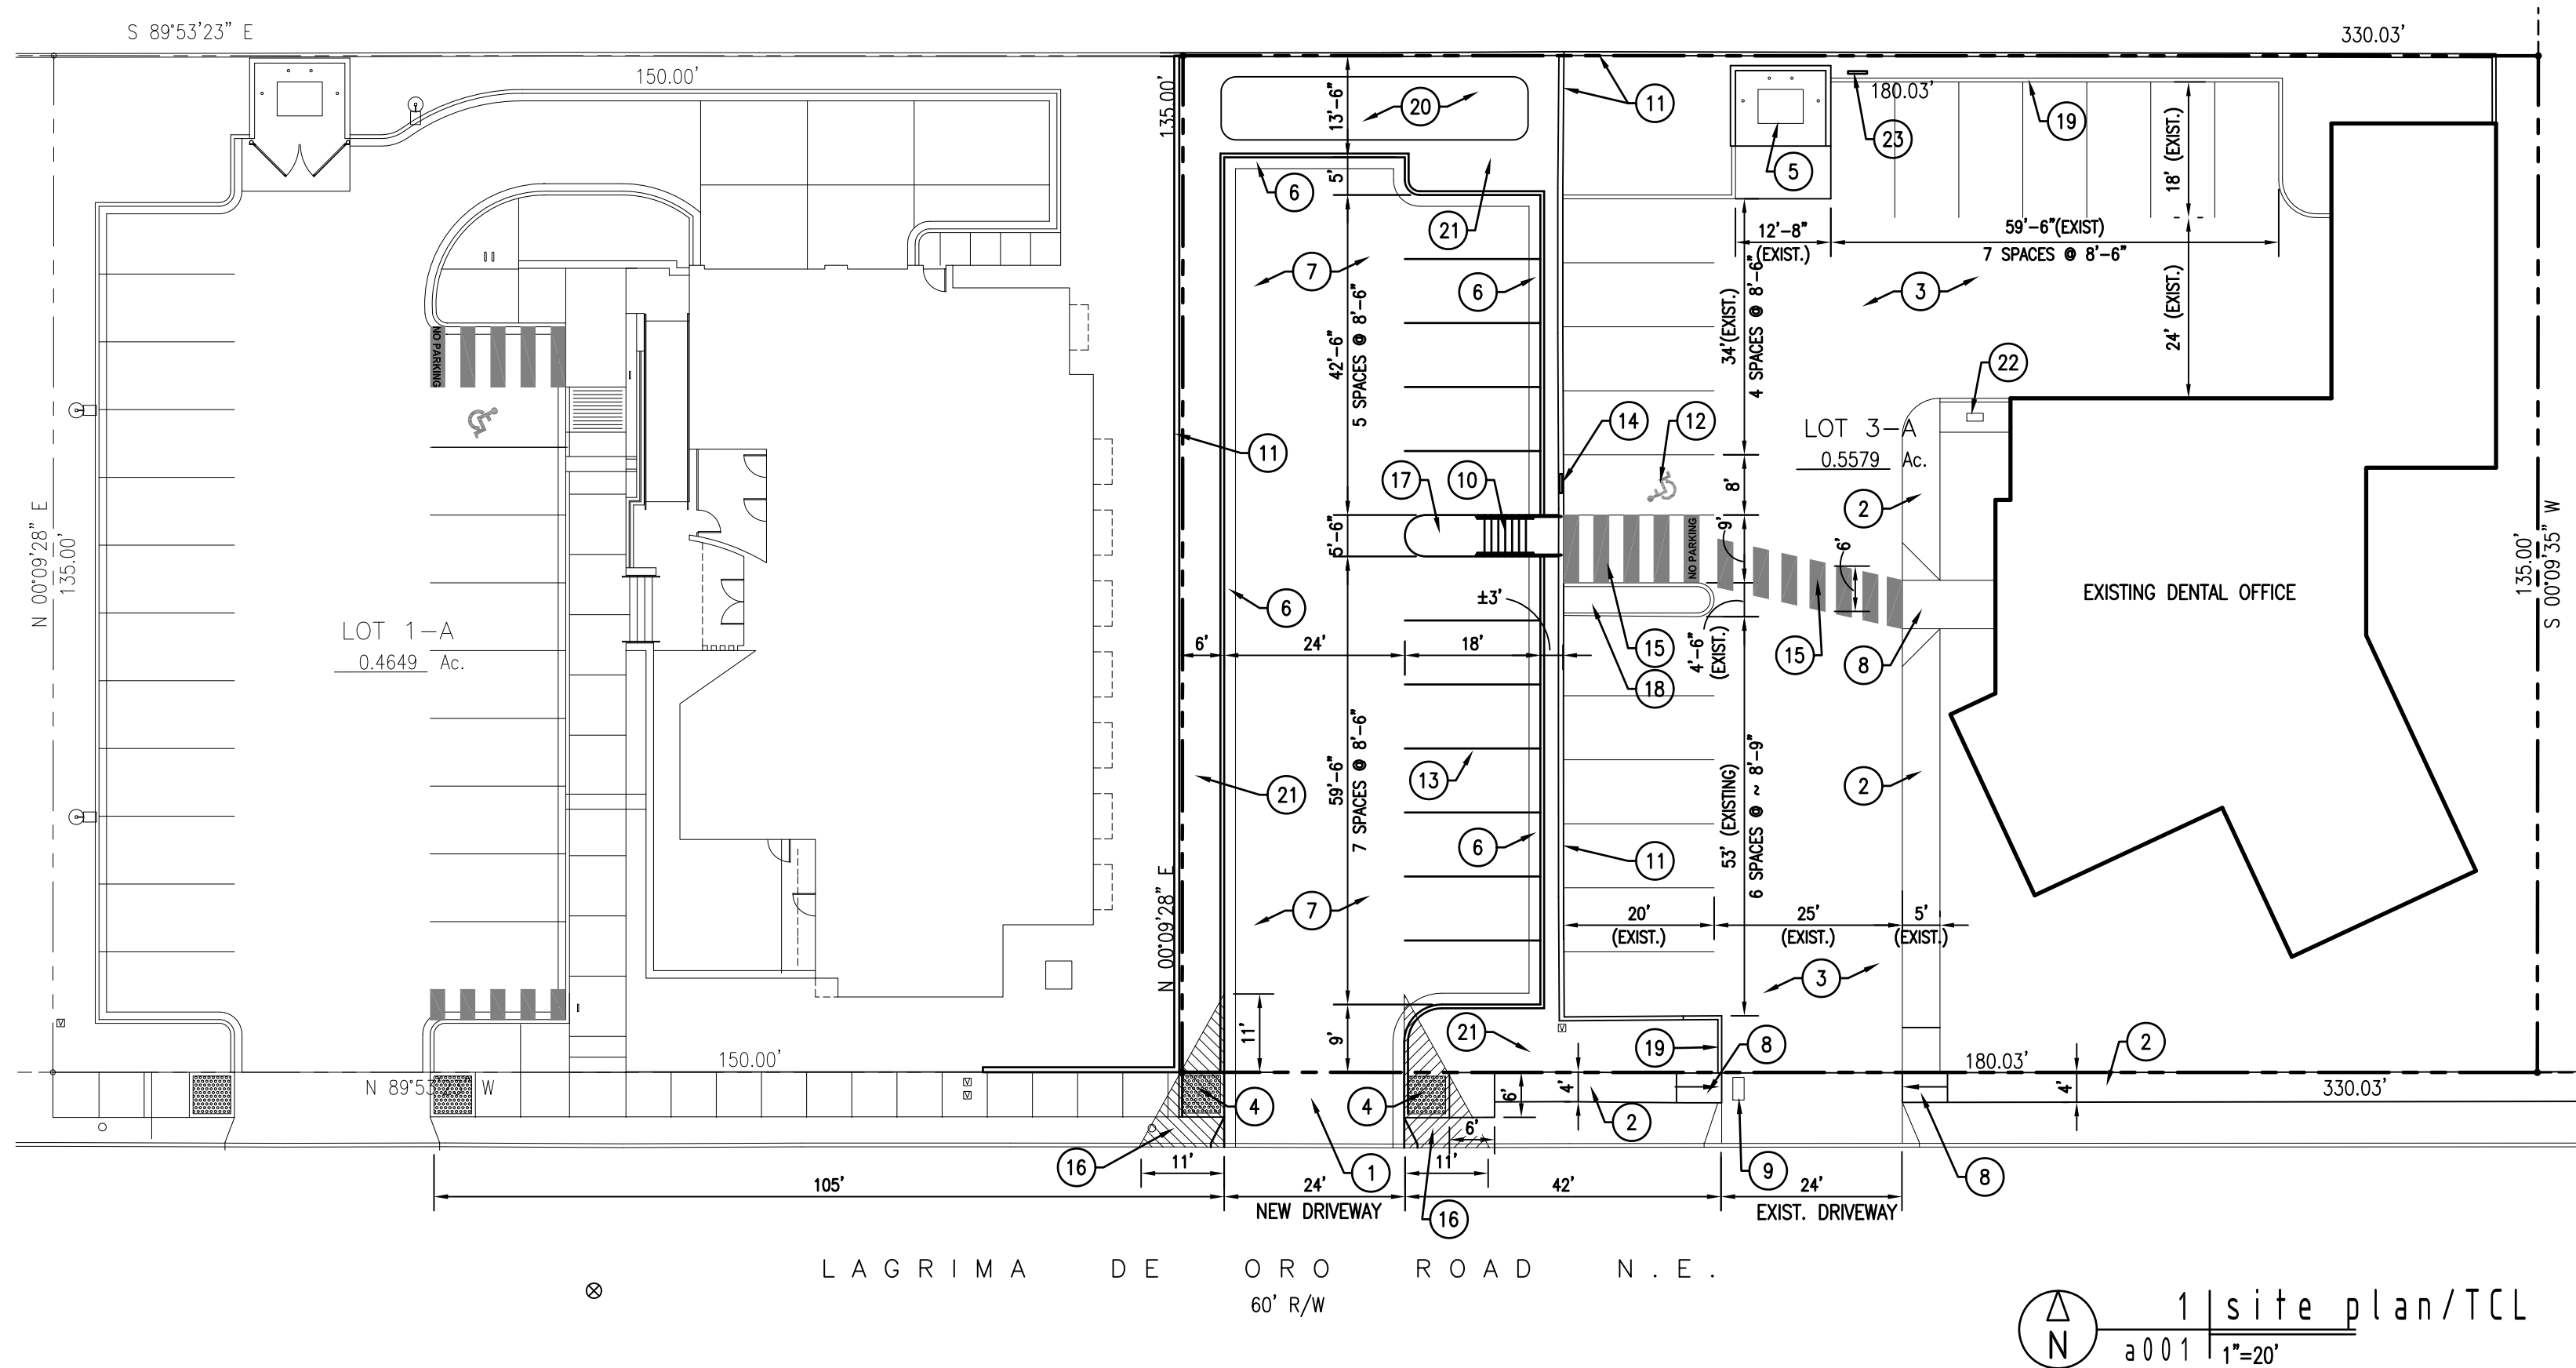 S 89°53'23" E
330.03'
150.00'
135.00'
13'-6"
20
11
180.03'
23
19
5
18' (EXIST.)
6
5'
21
12'-8"
(EXIST.)
59'-6"(EXIST)
7 SPACES @ 8'-6"
7
6
3
42'-6"
5 SPACES @ 8'-6"
34'(EXIST.)
4 SPACES @ 8'-6"
24' (EXIST.)
NO PARKING
22
11
14
12
LOT 3-A
0.5579 Ac.
17
10
8'
2
N 00°09'28" E
135.00'
5'-6"
NO PARKING
9'
6'
135.00'
S 00°09'35" W
EXISTING DENTAL OFFICE
6
±3'
LOT 1-A
0.4649 Ac.
6'
24'
18'
15
4'-6"
(EXIST.)
15
8
18
59'-6"
7 SPACES @ 8'-6"
13
21
53' (EXISTING)
6 SPACES @ ~ 8'-9"
2
6
11
N 00°09'28" E
7
20'
(EXIST.)
25'
(EXIST.)
5'
(EXIST.)
3
11'
9'
21
19
8
2
150.00'
180.03'
N 89°53' W
4
4
6'
4'
2
4'
330.03'
6'
16
11'
1
11'
9
8
105'
24'
42'
24'
NEW DRIVEWAY
16
EXIST. DRIVEWAY
LAGRIMA DE ORO ROAD N.E.
60' R/W
N
1 site plan/TCL
a001 1"=20'